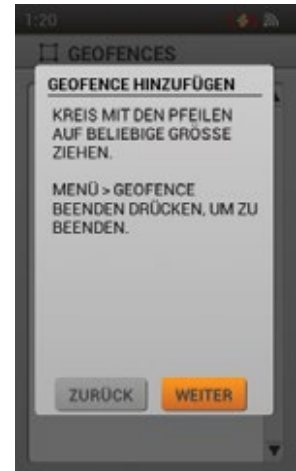 1:20
GEOFENCES
GEOFENCE HINZUFÜGEN
KREIS MIT DEN PFEILEN
AUF BELIEBIGE GRÖSSE
ZIEHEN.
MENÜ > GEOFENCE
BEENDEN DRÜCKEN, UM ZU
BEENDEN.
ZURÜCK
WEITER